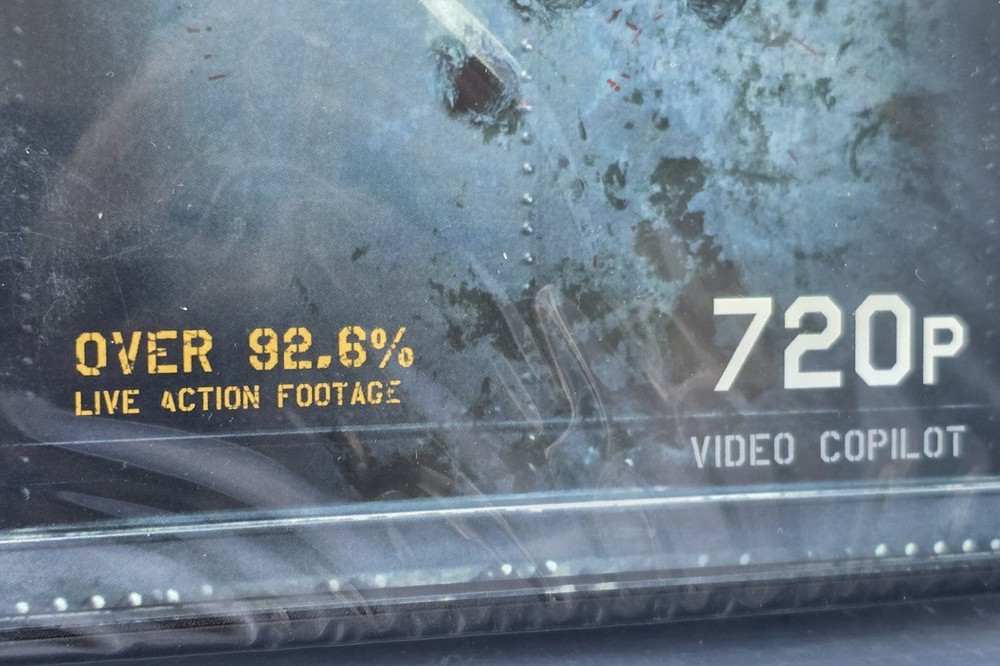 OVER 92.6%
LIVE ACTION FOOTAGE
720P
VIDEO COPILOT